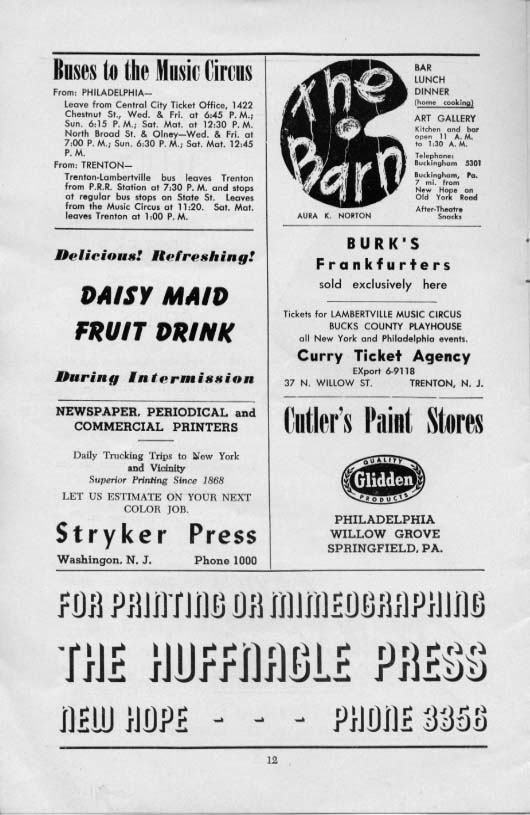 Buses to the Music Circus
From: PHILADELPHIA—
Leave from Central City Ticket Office, 1422
Chestnut St., Wed. & Fri. at 6:45 P. M.;
Sun. 6:15 P. M.; Sat. Mat. at 12:30 P. M.
North Broad St. & Olney—Wed. & Fri. at
7:00 P. M.; Sun. 6:30 P. M.; Sat. Mat. 12:45
P. M.
From: TRENTON—
Trenton-Lambertville bus leaves Trenton
from P.R.R. Station at 7:30 P. M. and stops
at regular bus stops on State St. Leaves
from the Music Circus at 11:20. Sat. Mat.
leaves Trenton at 1:00 P. M.
Delicious! Refreshing!
DAISY MAID
FRUIT DRINK
During Intermission
NEWSPAPER, PERIODICAL and
COMMERCIAL PRINTERS
Daily Trucking Trips to New York
and Vicinity
Superior Printing Since 1868
LET US ESTIMATE ON YOUR NEXT
COLOR JOB.
Stryker Press
Washingon, N. J. Phone 1000
The
Barn
AURA K. NORTON
BAR
LUNCH
DINNER
(home cooking)
ART GALLERY
Kitchen and bar
open 11 A. M.
to 1:30 A. M.
Telephone:
Buckingham 5301
Buckingham, Pa.
7 mi. from
New Hope on
Old York Road
After-Theatre
Snacks
BURK'S
Frankfurters
sold exclusively here
Tickets for LAMBERTVILLE MUSIC CIRCUS
BUCKS COUNTY PLAYHOUSE
all New York and Philadelphia events.
Curry Ticket Agency
EXport 6-9118
37 N. WILLOW ST. TRENTON, N. J.
Cutler's Paint Stores
QUALITY
Glidden
PRODUCTS
PHILADELPHIA
WILLOW GROVE
SPRINGFIELD, PA.
FOR PRINTING OR MIMEOGRAPHING
THE HUFFNAGLE PRESS
NEW HOPE - - - PHONE 3356
12